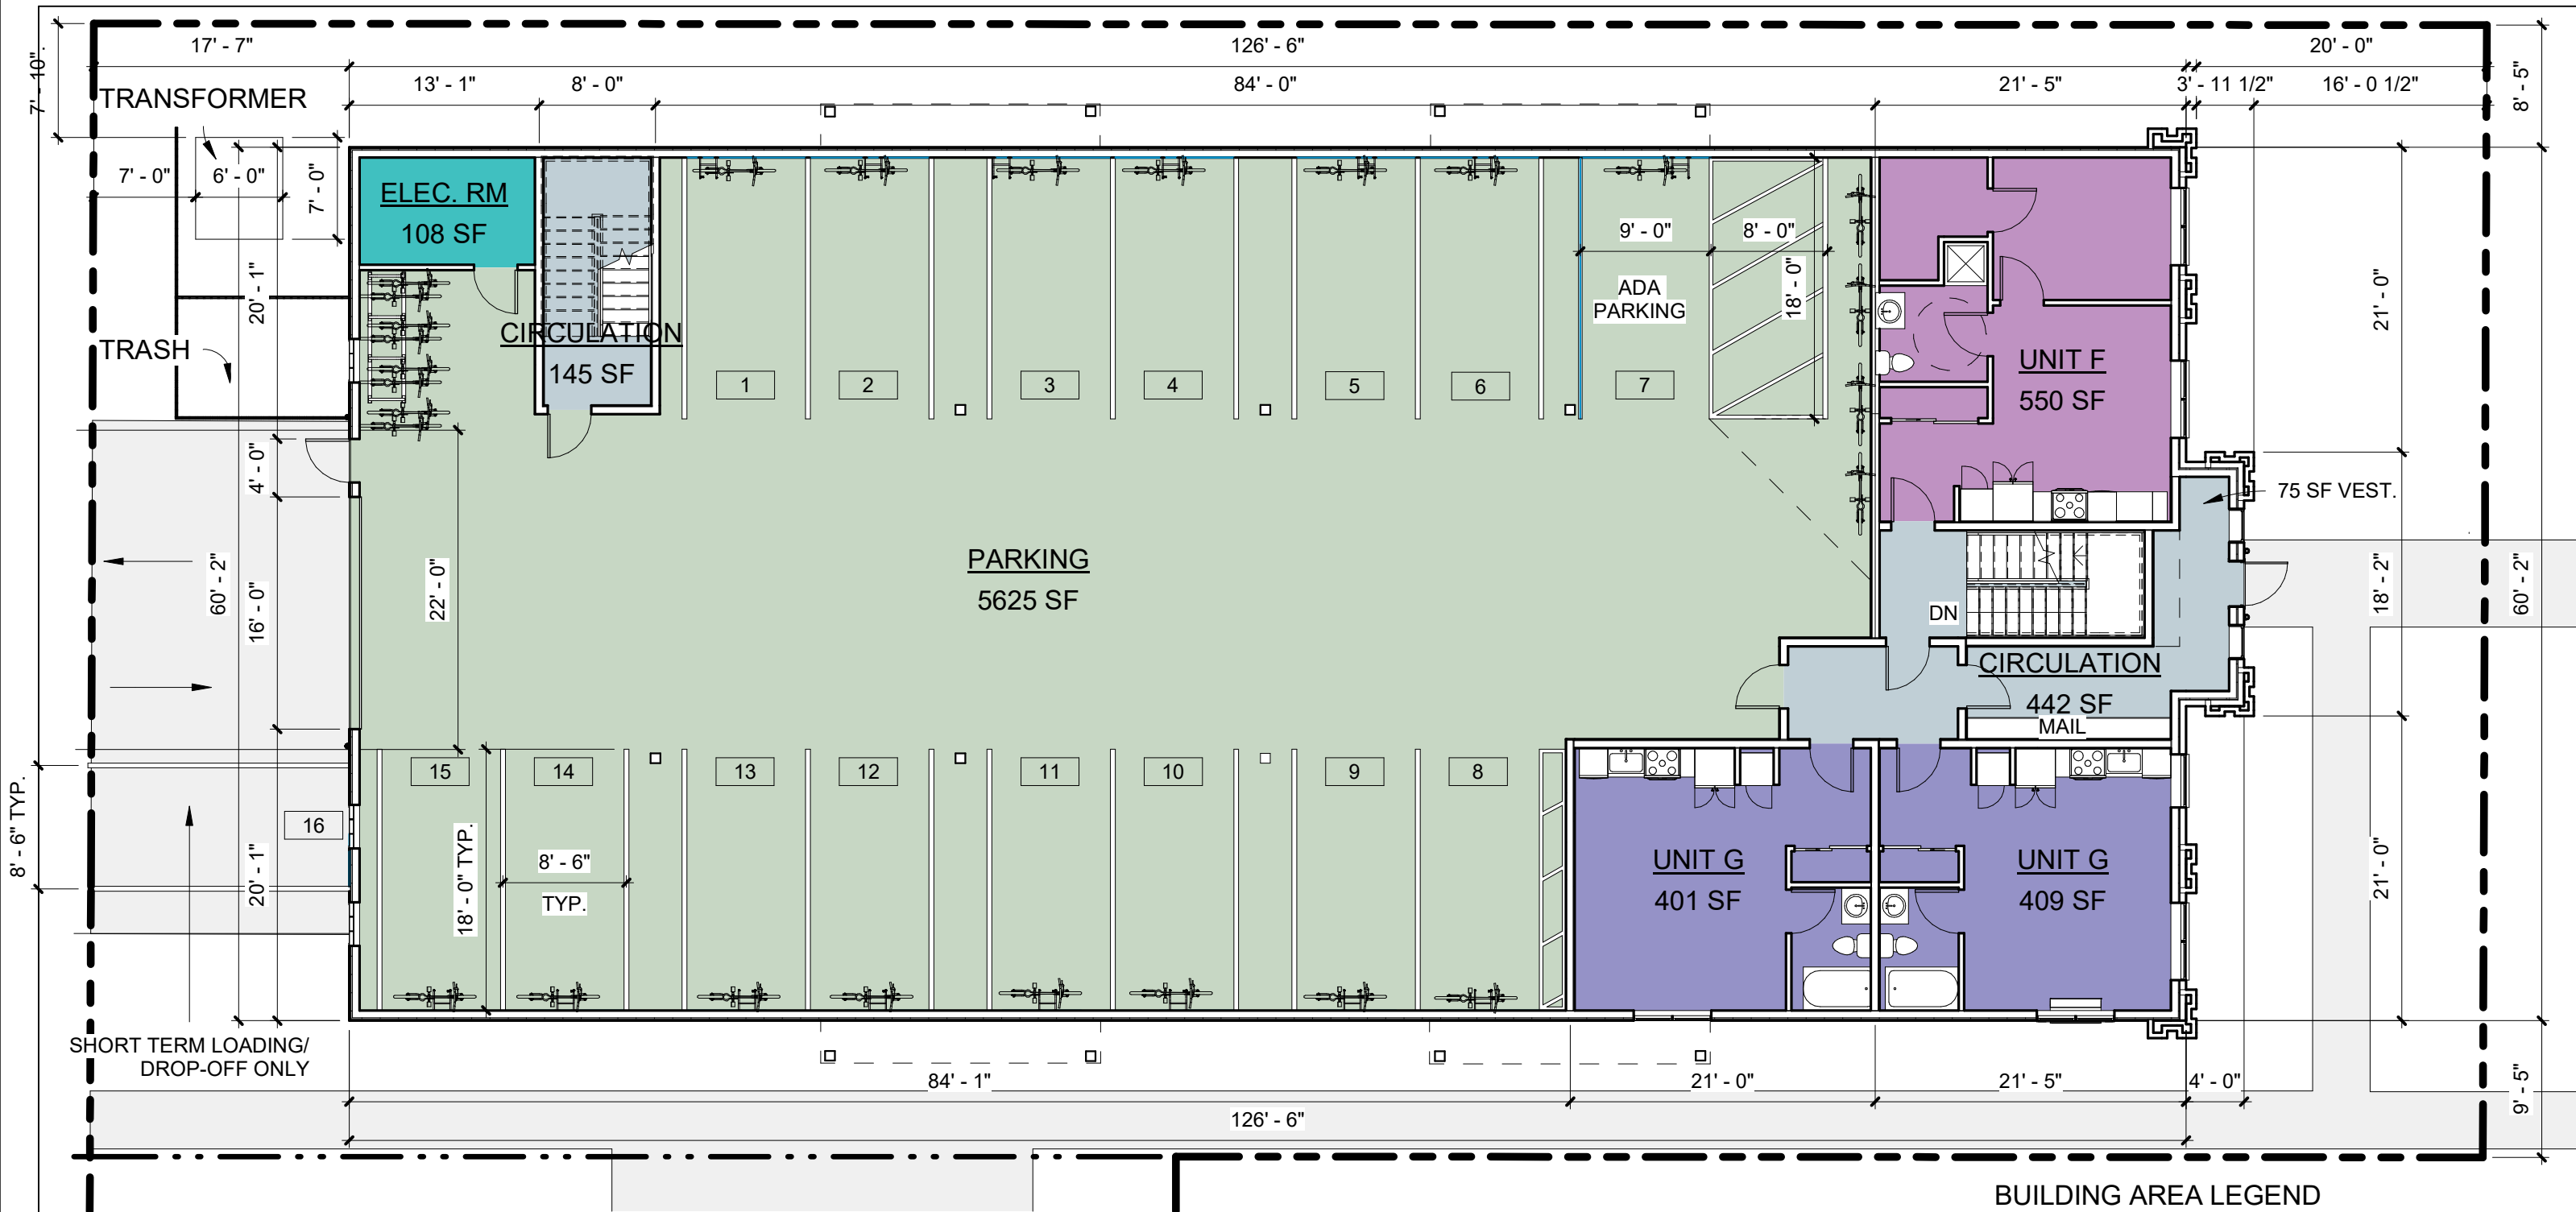 17' - 7"
126' - 6"
20' - 0"
7' - 10".
13' - 1"
8' - 0"
84' - 0"
21' - 5"
3' - 11 1/2"
16' - 0 1/2"
8' - 5"
TRANSFORMER
7' - 0"
6' - 0"
7' - 0"
ELEC. RM
108 SF
9' - 0"
8' - 0"
18' - 0"
ADA
PARKING
20' - 1"
21' - 0"
TRASH
CIRCULATION
145 SF
1
2
3
4
5
6
7
UNIT F
550 SF
4' - 0"
75 SF VEST.
60' - 2"
16' - 0"
22' - 0"
PARKING
5625 SF
DN
18' - 2"
60' - 2"
CIRCULATION
442 SF
MAIL
15
14
13
12
11
10
9
8
8' - 6" TYP.
16
20' - 1"
18' - 0" TYP.
8' - 6"
TYP.
UNIT G
401 SF
UNIT G
409 SF
21' - 0"
SHORT TERM LOADING/
DROP-OFF ONLY
84' - 1"
21' - 0"
21' - 5"
4' - 0"
9' - 5"
126' - 6"
BUILDING AREA LEGEND